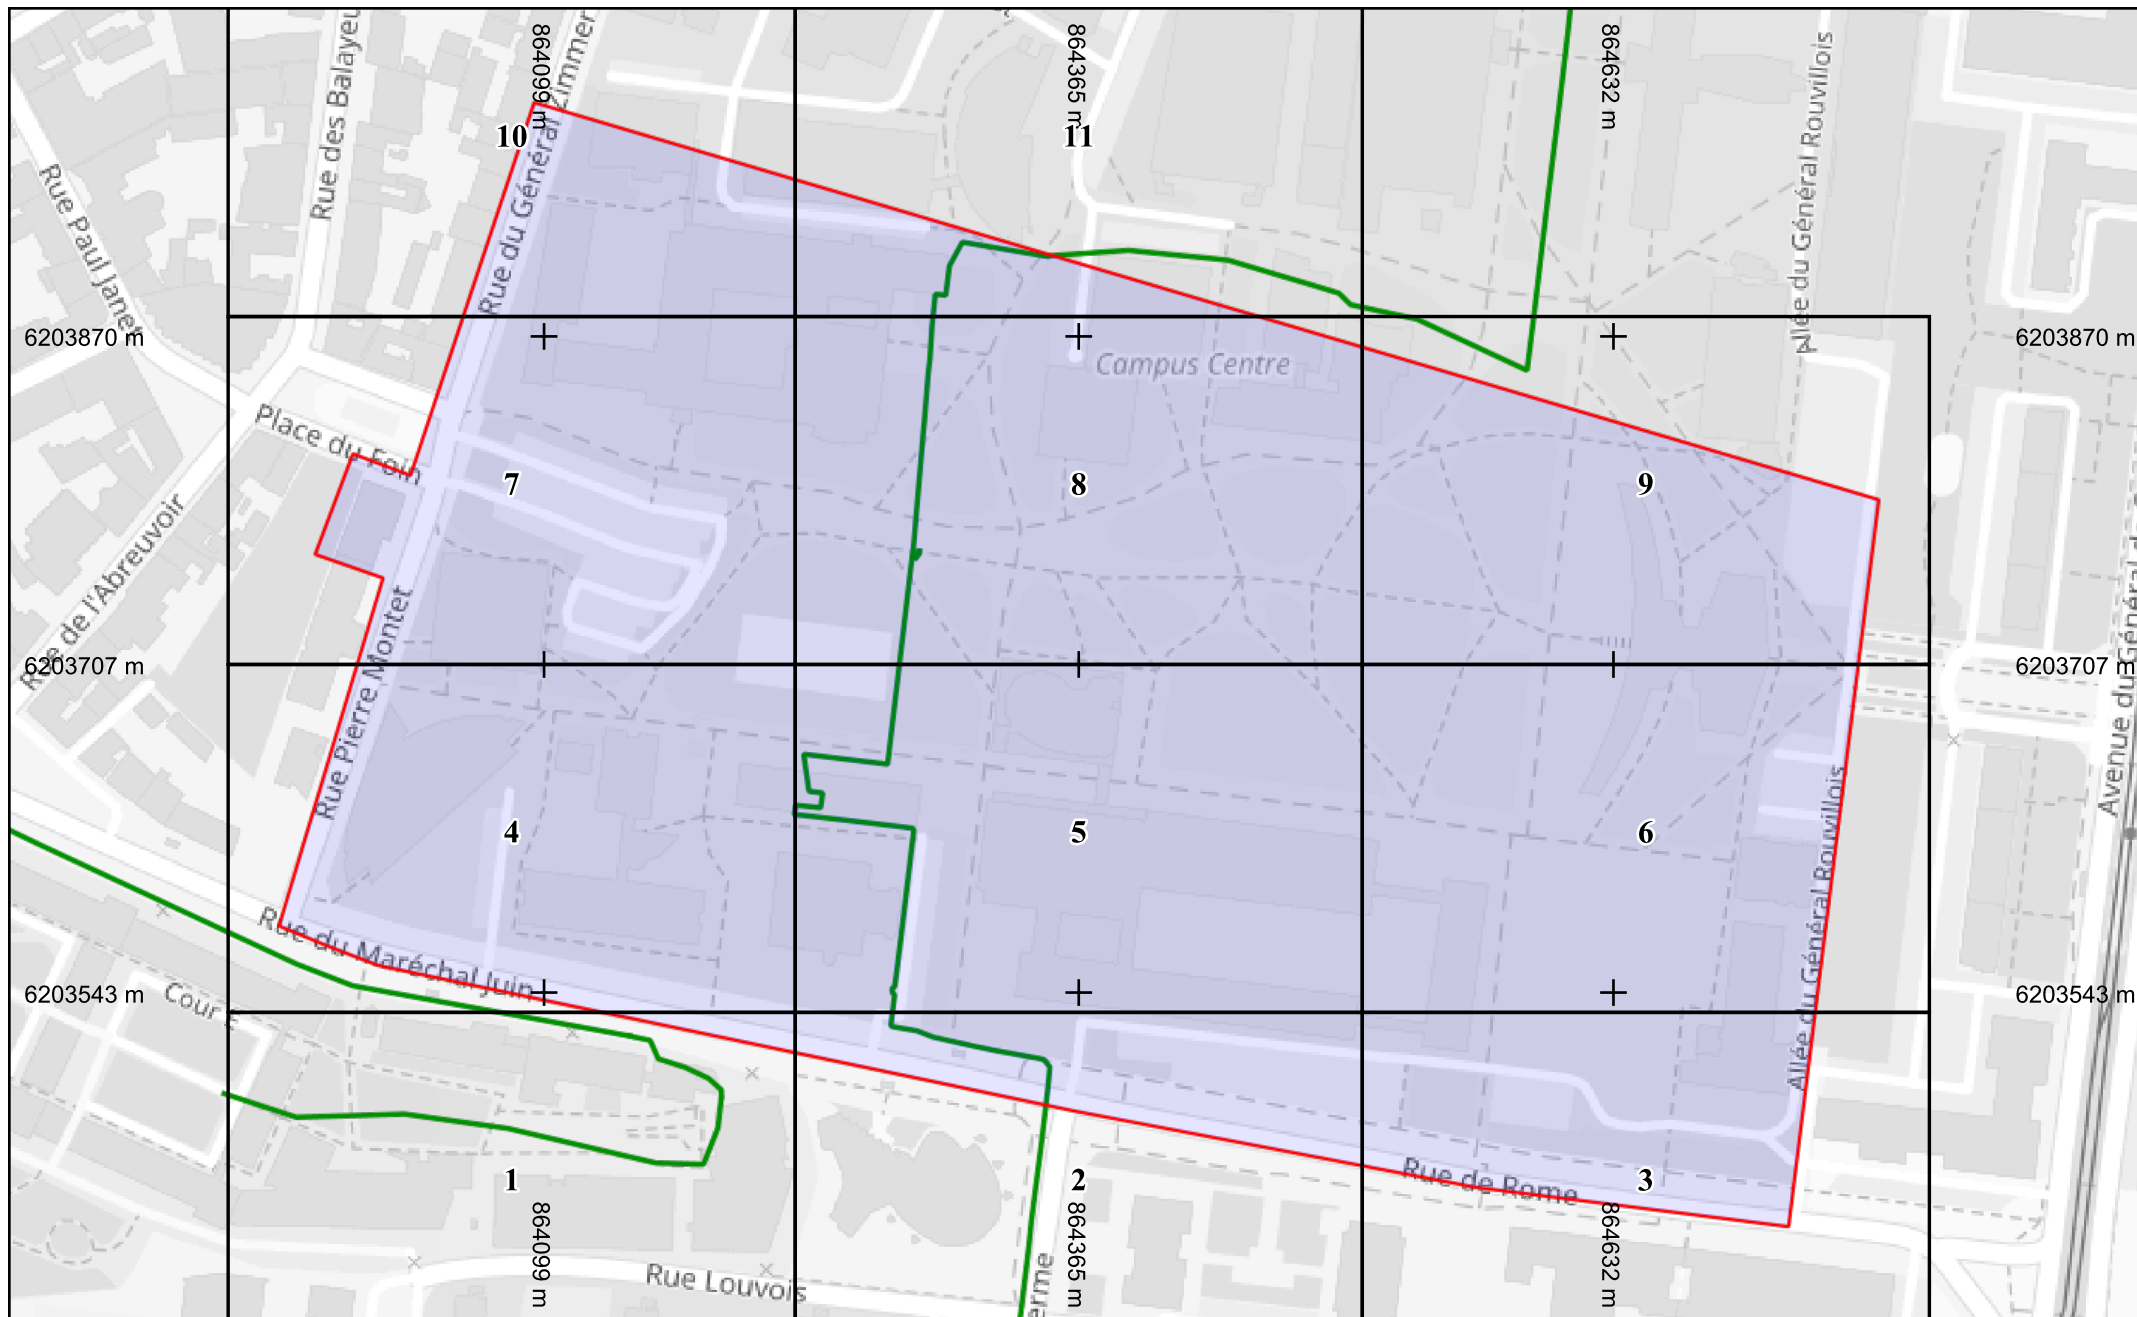 864099 m
864365 m
864632 m
Rue des Balayeu
Rue du Général Zimmer
Allée du Général Rouvillois
10
11
Rue Paul Janet
6203870 m
6203870 m
Campus Centre
Place du Foin
7
8
9
Rue de l'Abreuvoir
Rue Pierre Montet
6203707 m
6203707 m
Avenue du Général de
4
5
6
Allée du Général Rouvillois
Rue du Maréchal Juin
6203543 m
6203543 m
Cour
1
2
3
Rue de Rome
864099 m
864365 m
864632 m
Rue Louvois
erme